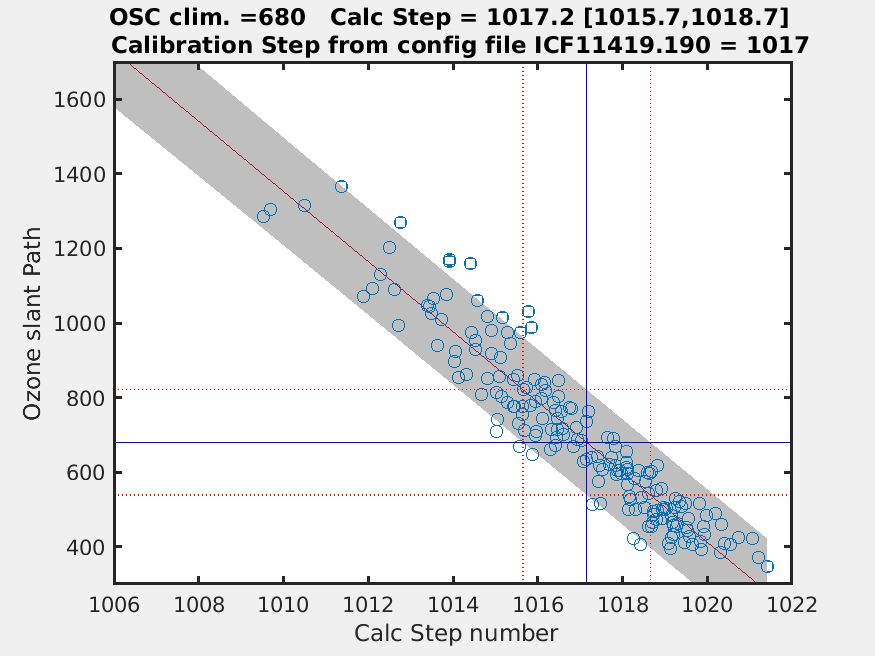 OSC clim. =680   Calc Step = 1017.2 [1015.7,1018.7]
Calibration Step from config file ICF11419.190 = 1017
Ozone slant Path
1600
1400
1200
1000
800
600
400
1006 1008 1010 1012 1014 1016 1018 1020 1022
Calc Step number